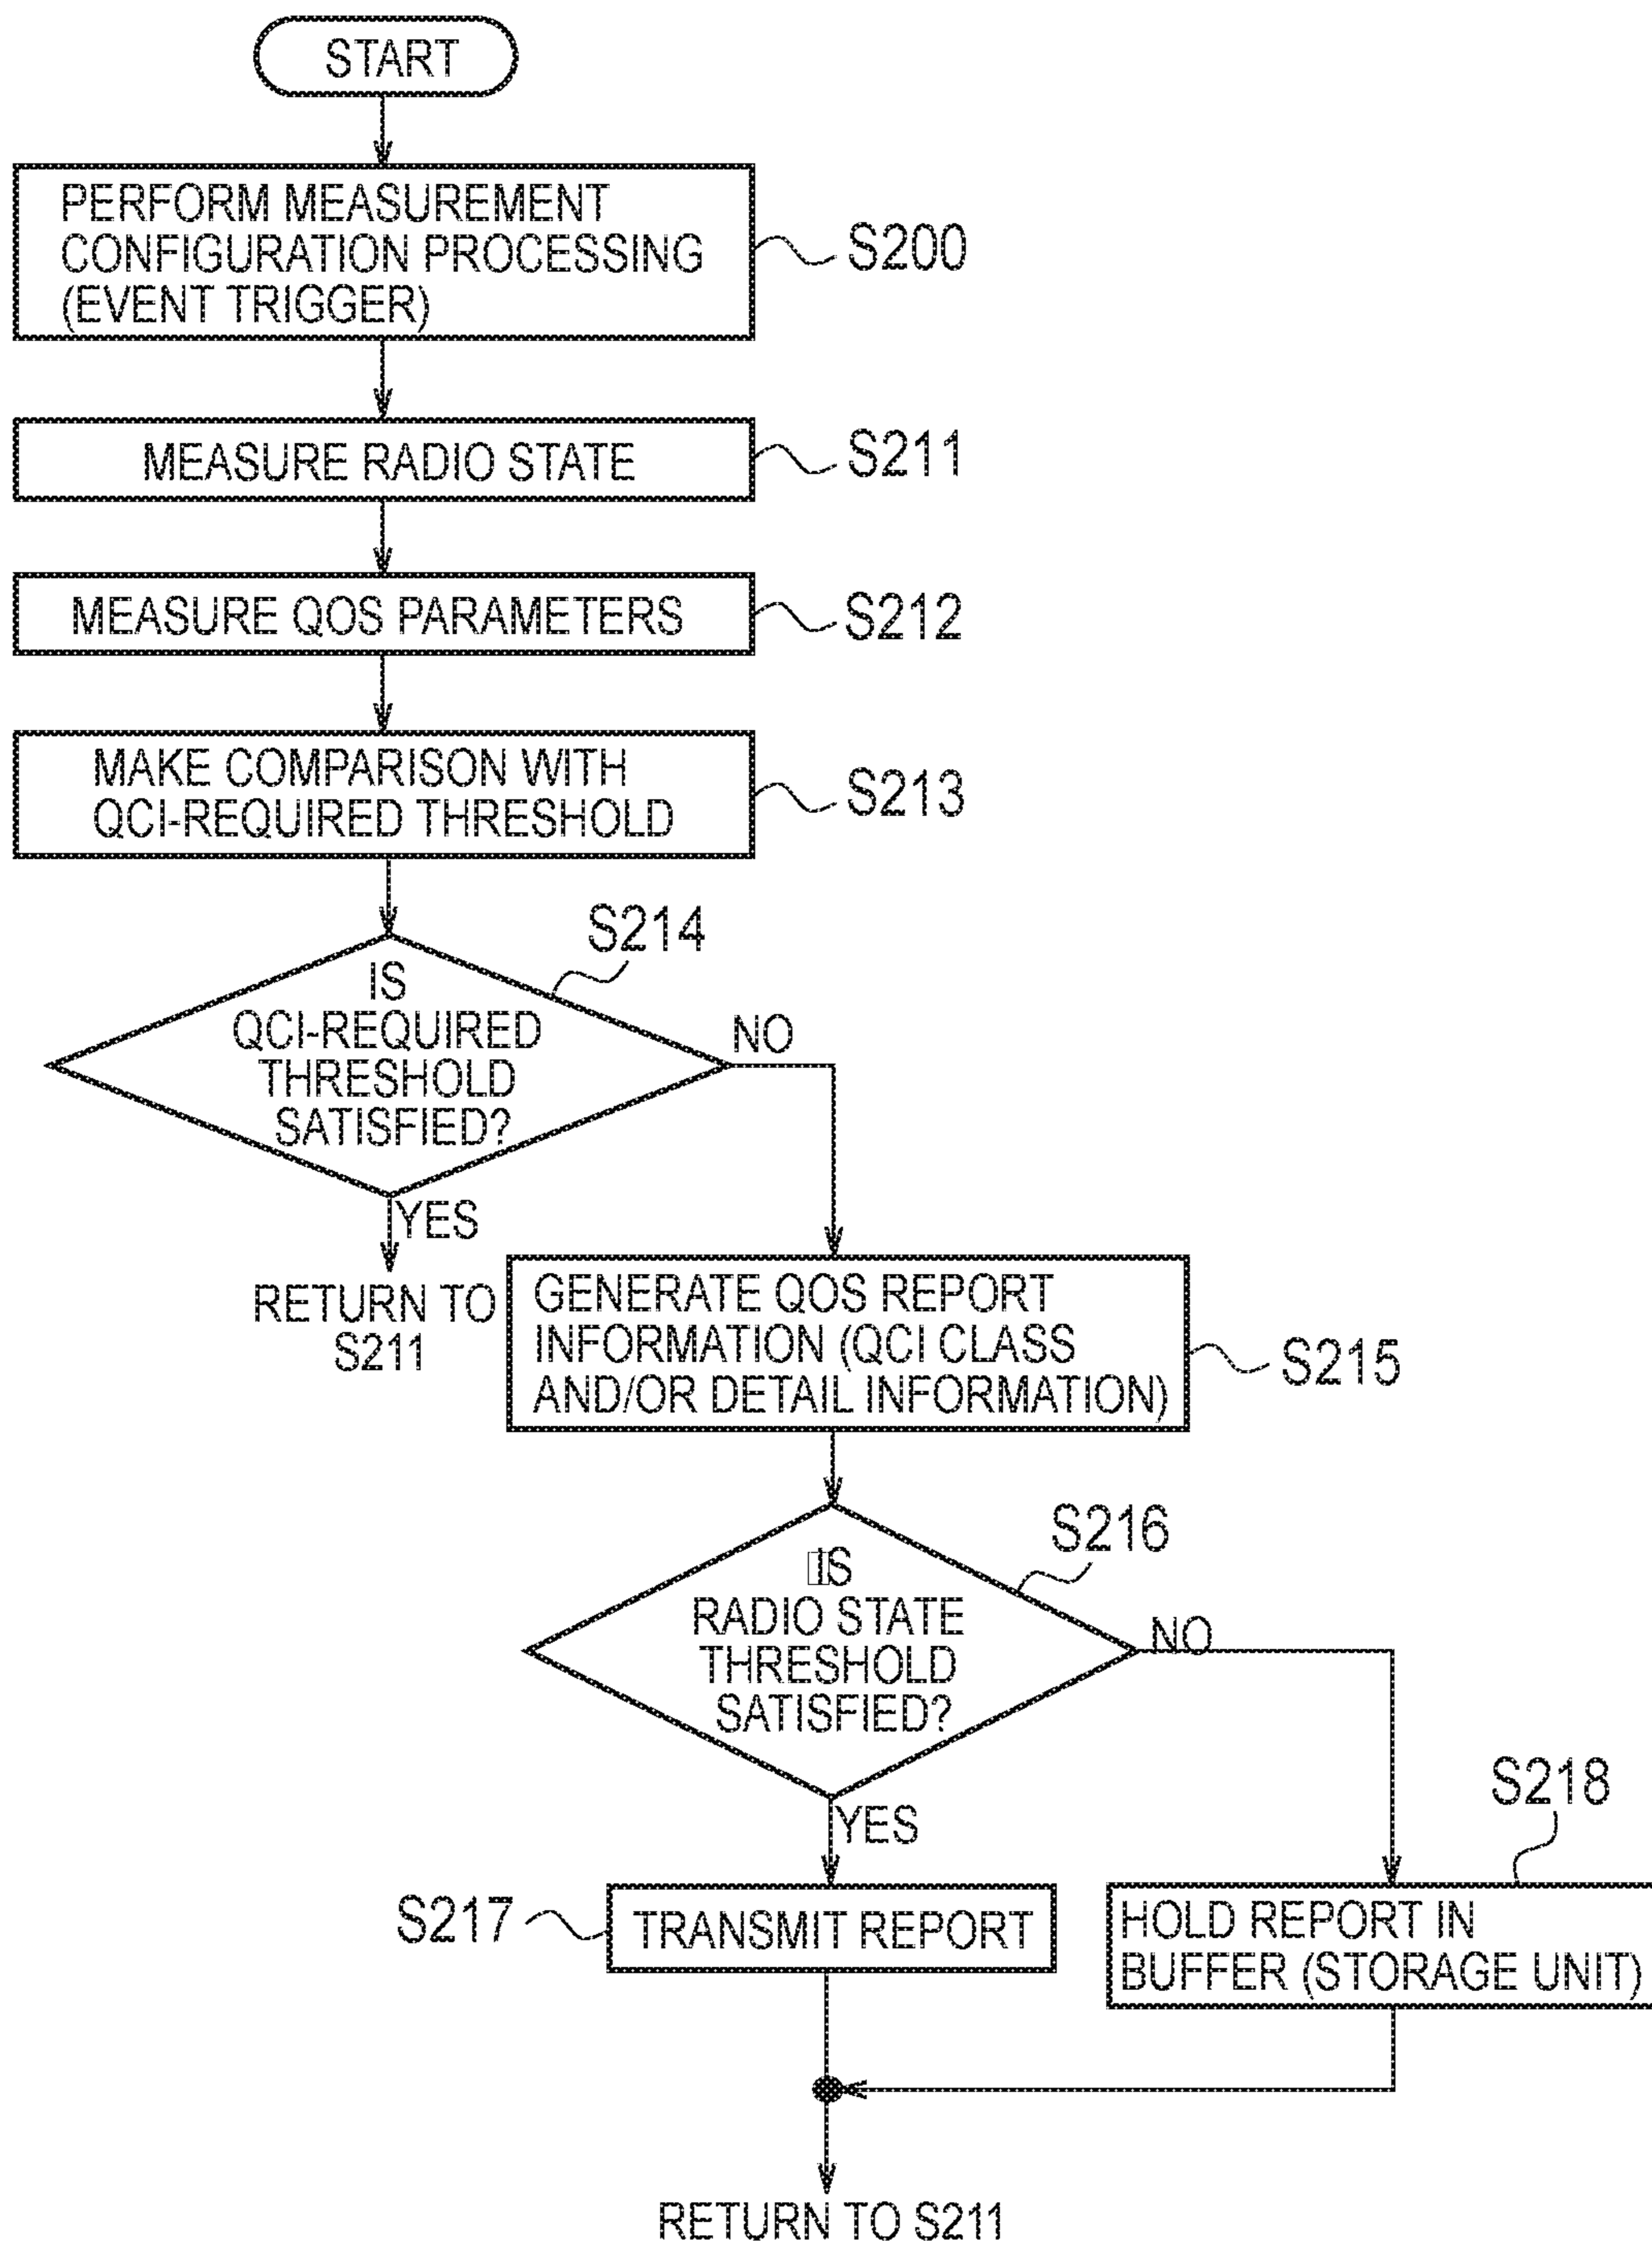 START
PERFORM MEASUREMENT
CONFIGURATION PROCESSING
(EVENT TRIGGER)
S200
MEASURE RADIO STATE
S211
MEASURE QOS PARAMETERS
S212
MAKE COMPARISON WITH
QCI-REQUIRED THRESHOLD
S213
S214
IS
QCI-REQUIRED
THRESHOLD
SATISFIED?
NO
YES
RETURN TO
S211
GENERATE QOS REPORT
INFORMATION (QCI CLASS
AND/OR DETAIL INFORMATION)
S215
S216
IS
RADIO STATE
THRESHOLD
SATISFIED?
NO
YES
S218
S217
TRANSMIT REPORT
HOLD REPORT IN
BUFFER (STORAGE UNIT)
RETURN TO S211